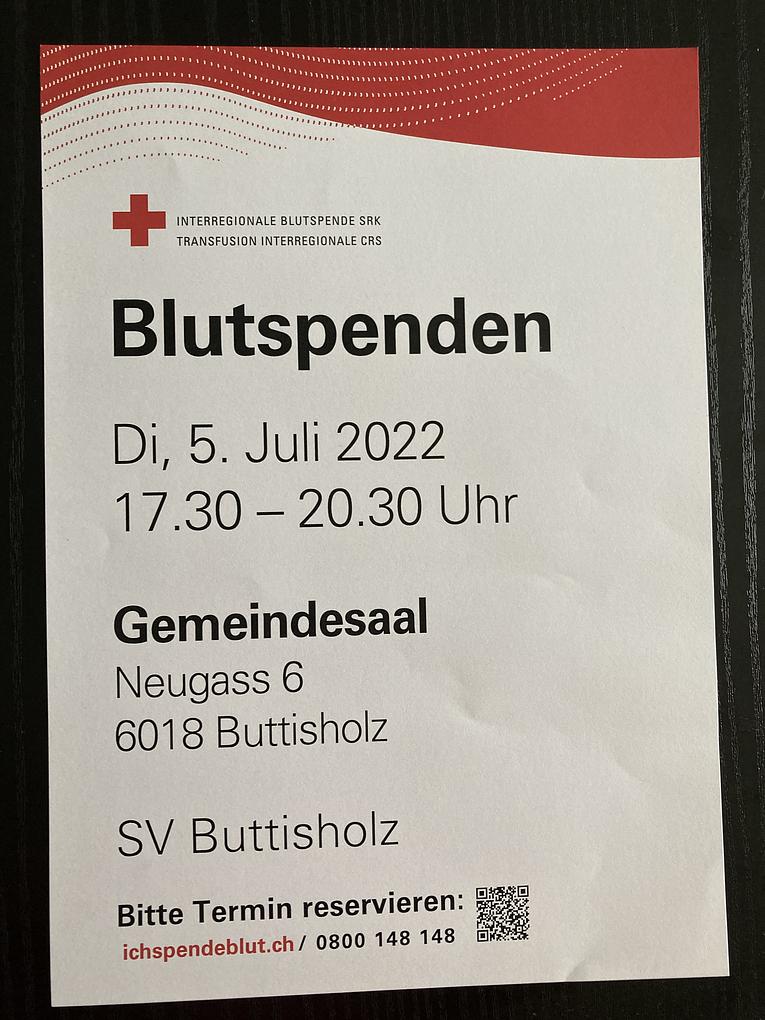 INTERREGIONALE BLUTSPENDE SRK
TRANSFUSION INTERREGIONALE CRS
Blutspenden
Di, 5. Juli 2022
17.30 – 20.30 Uhr
Gemeindesaal
Neugass 6
6018 Buttisholz
SV Buttisholz
Bitte Termin reservieren:
ichspendeblut.ch / 0800 148 148